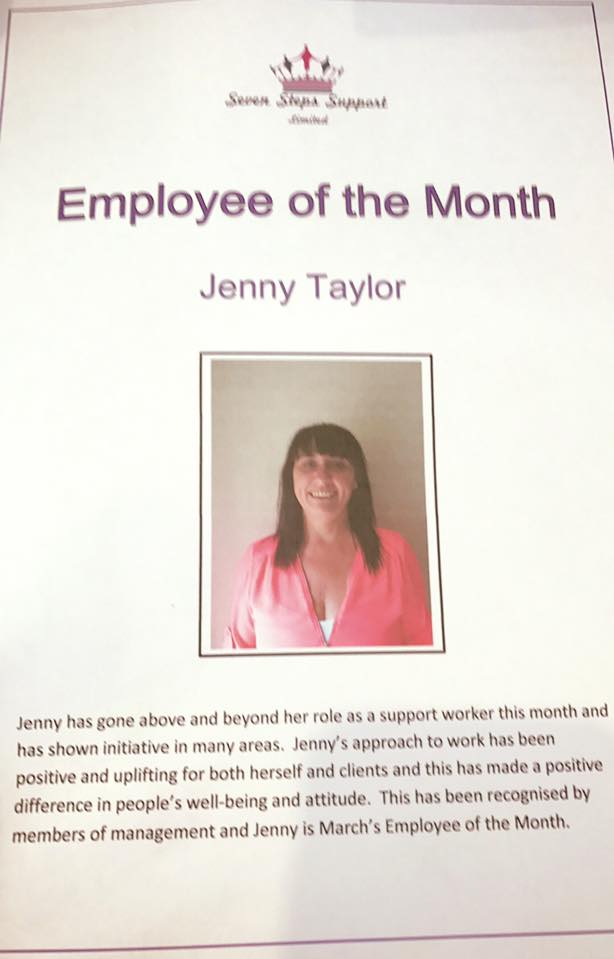 Seven Steps Support
Limited
Employee of the Month
Jenny Taylor
Jenny has gone above and beyond her role as a support worker this month and
has shown initiative in many areas.  Jenny's approach to work has been
positive and uplifting for both herself and clients and this has made a positive
difference in people's well-being and attitude.  This has been recognised by
members of management and Jenny is March's Employee of the Month.